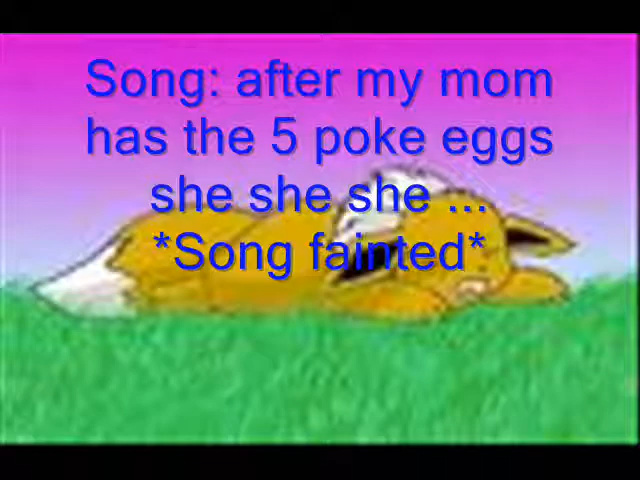 Song: after my mom
has the 5 poke eggs
she she she ...
*Song fainted*